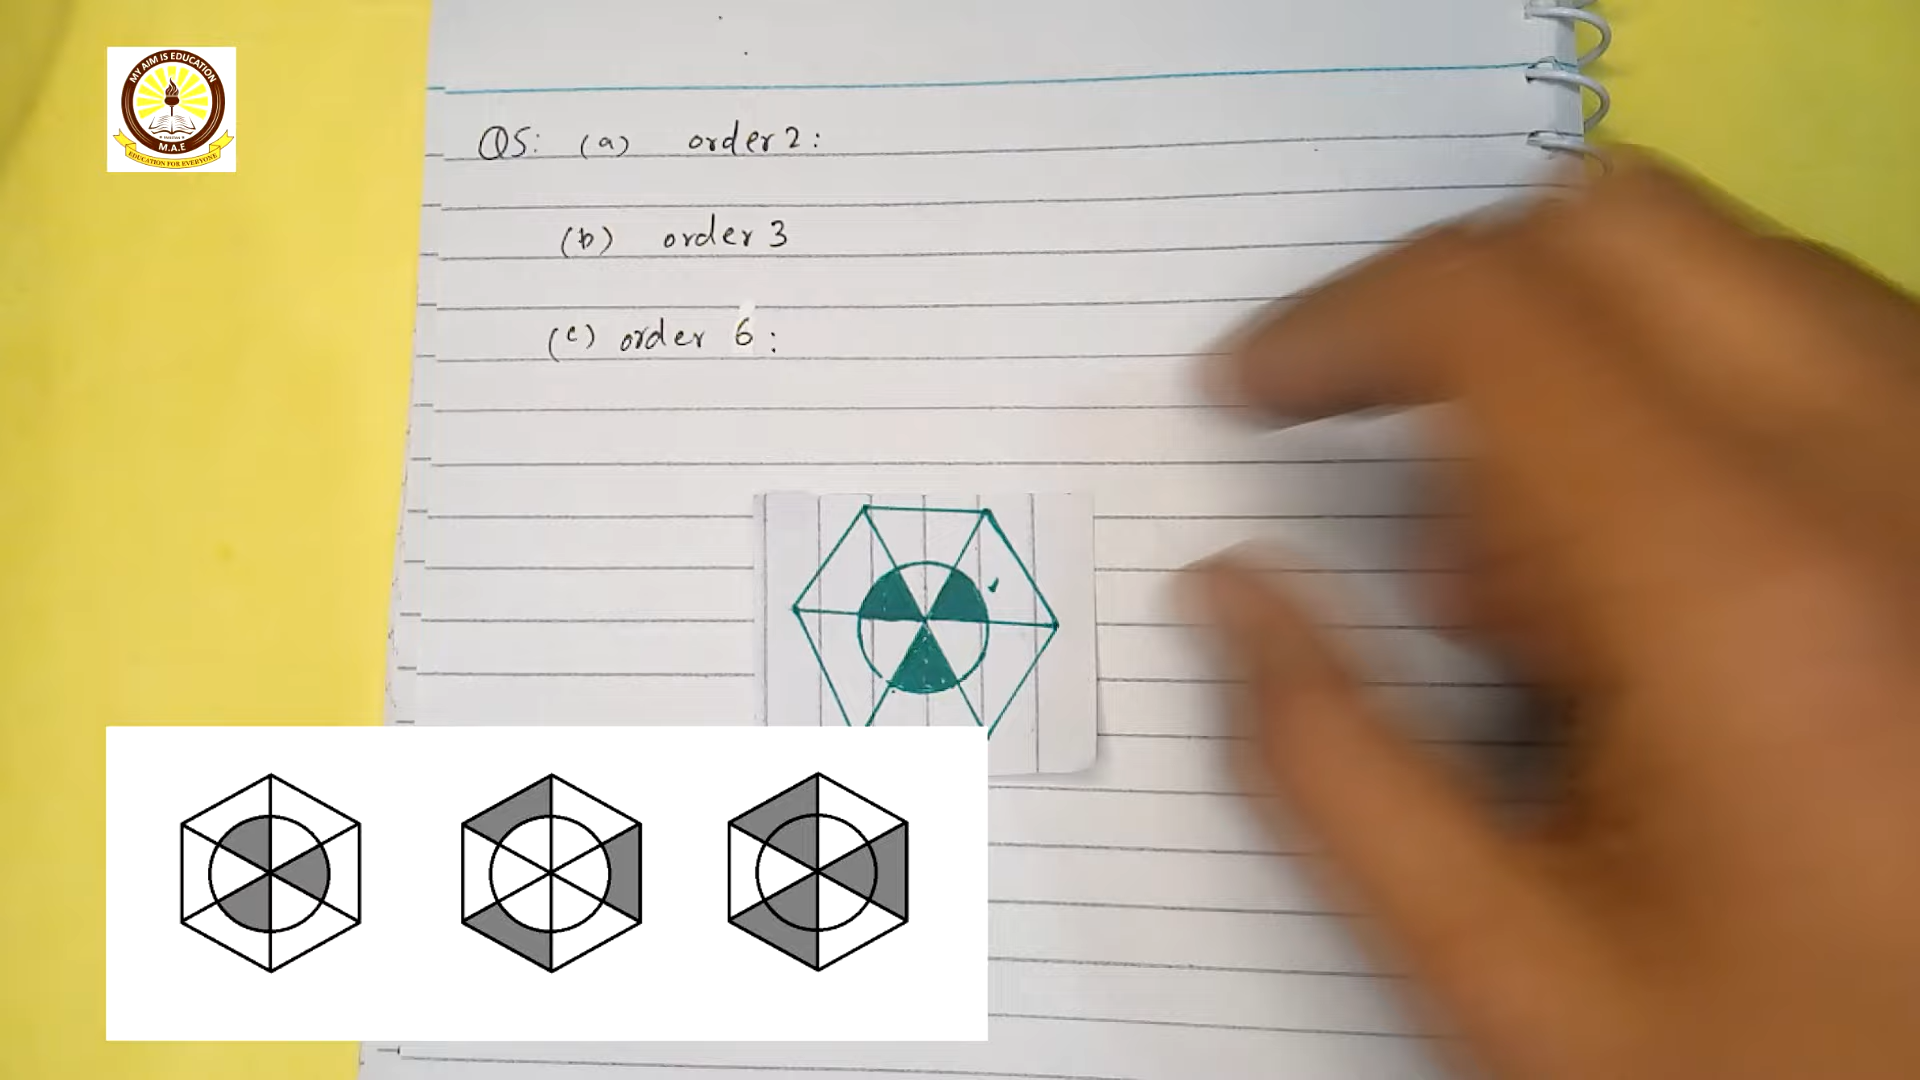 MY AIM IS EDUCATION
M.A.E
EDUCATION FOR EVERYONE
Q5: (a) order 2:
(b) order 3
(c) order 6: